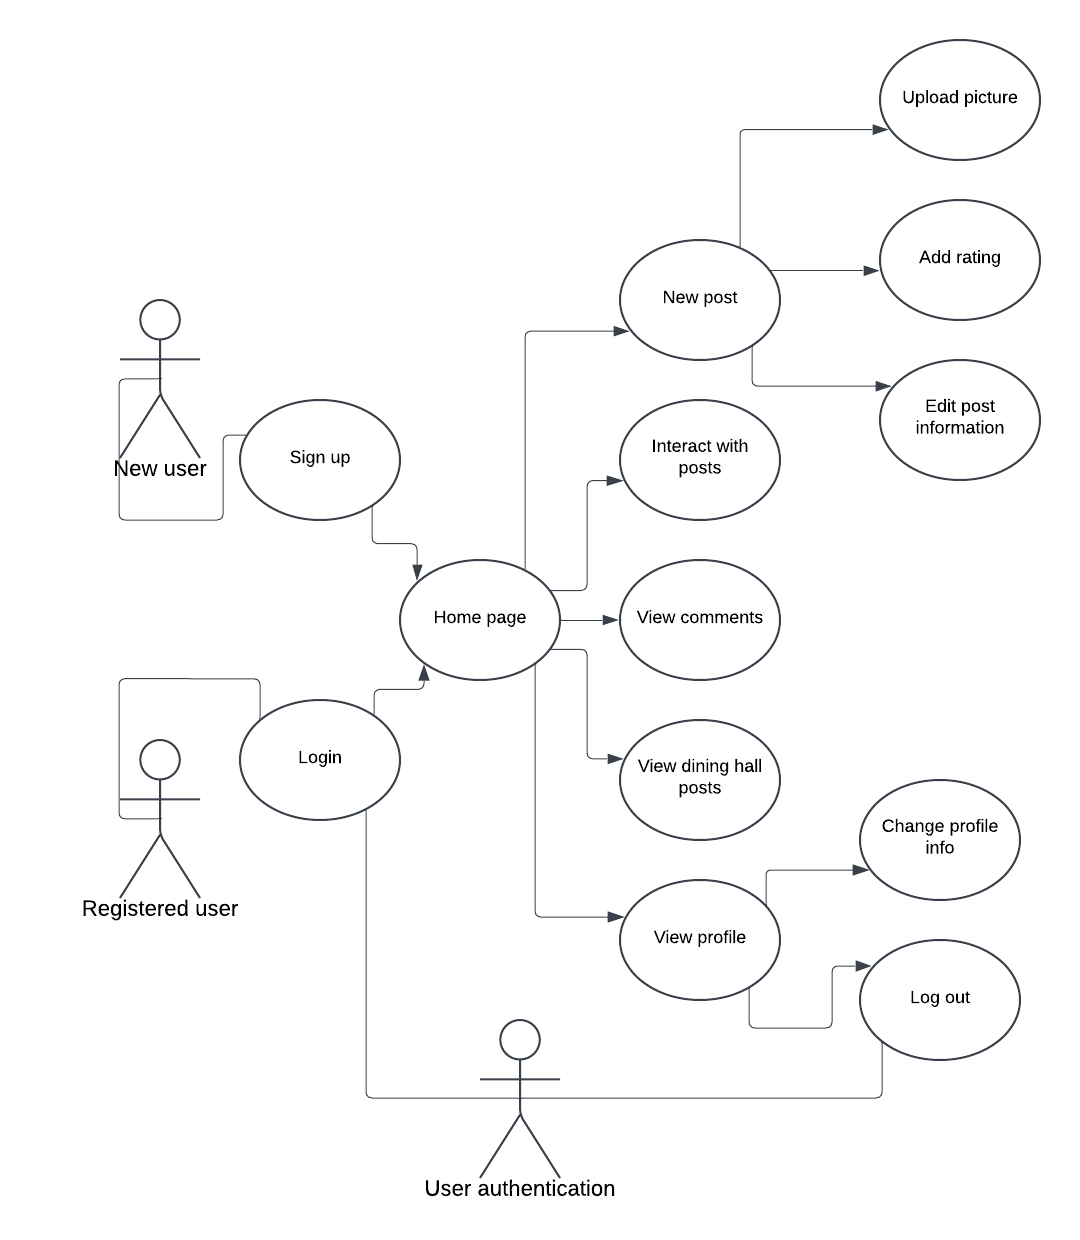 Upload picture
Add rating
New post
Edit post
information
Interact with
posts
Sign up
New user
Home page
View comments
Login
View dining hall
posts
Change profile
info
Registered user
View profile
Log out
User authentication